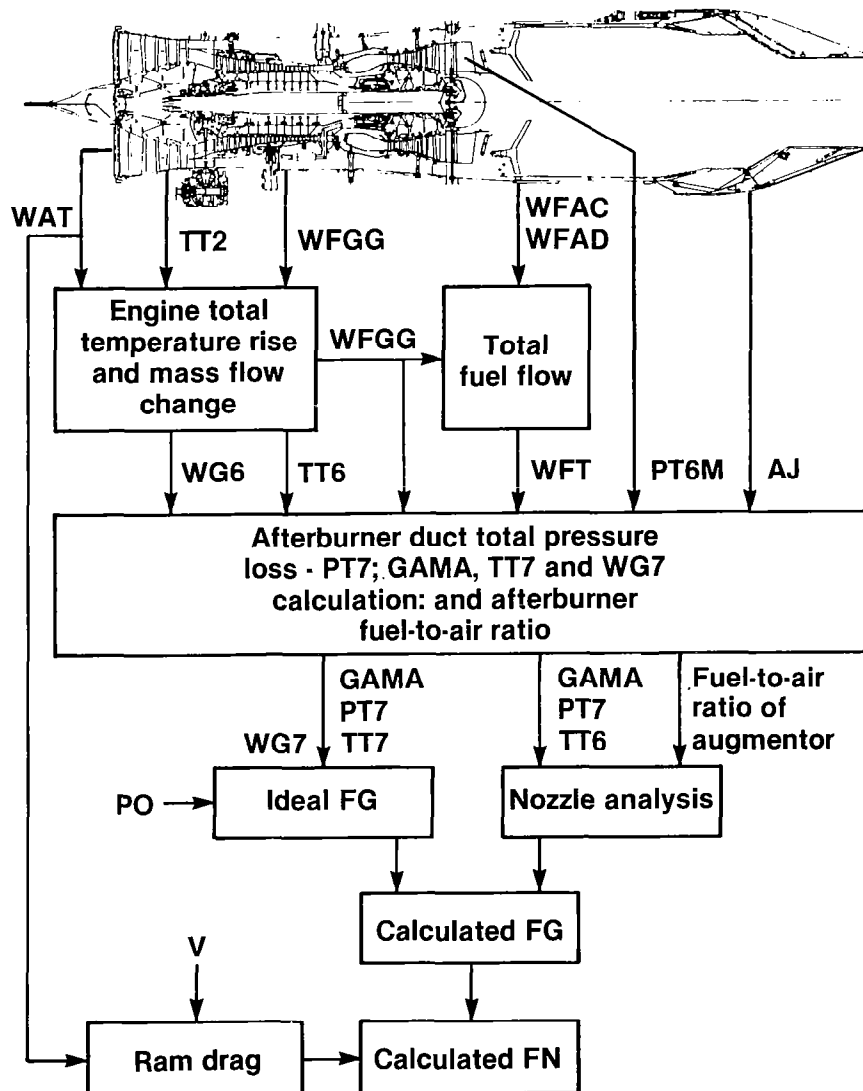 WAT
TT2
WFGG
WFAC
WFAD
Engine total
temperature rise
and mass flow
change
WFGG
Total
fuel flow
WG6
TT6
WFT
PT6M
AJ
Afterburner duct total pressure
loss - PT7; GAMA, TT7 and WG7
calculation: and afterburner
fuel-to-air ratio
GAMA
PT7
WG7
TT7
GAMA
PT7
TT6
Fuel-to-air
ratio of
augmentor
PO
Ideal FG
Nozzle analysis
Calculated FG
V
Ram drag
Calculated FN